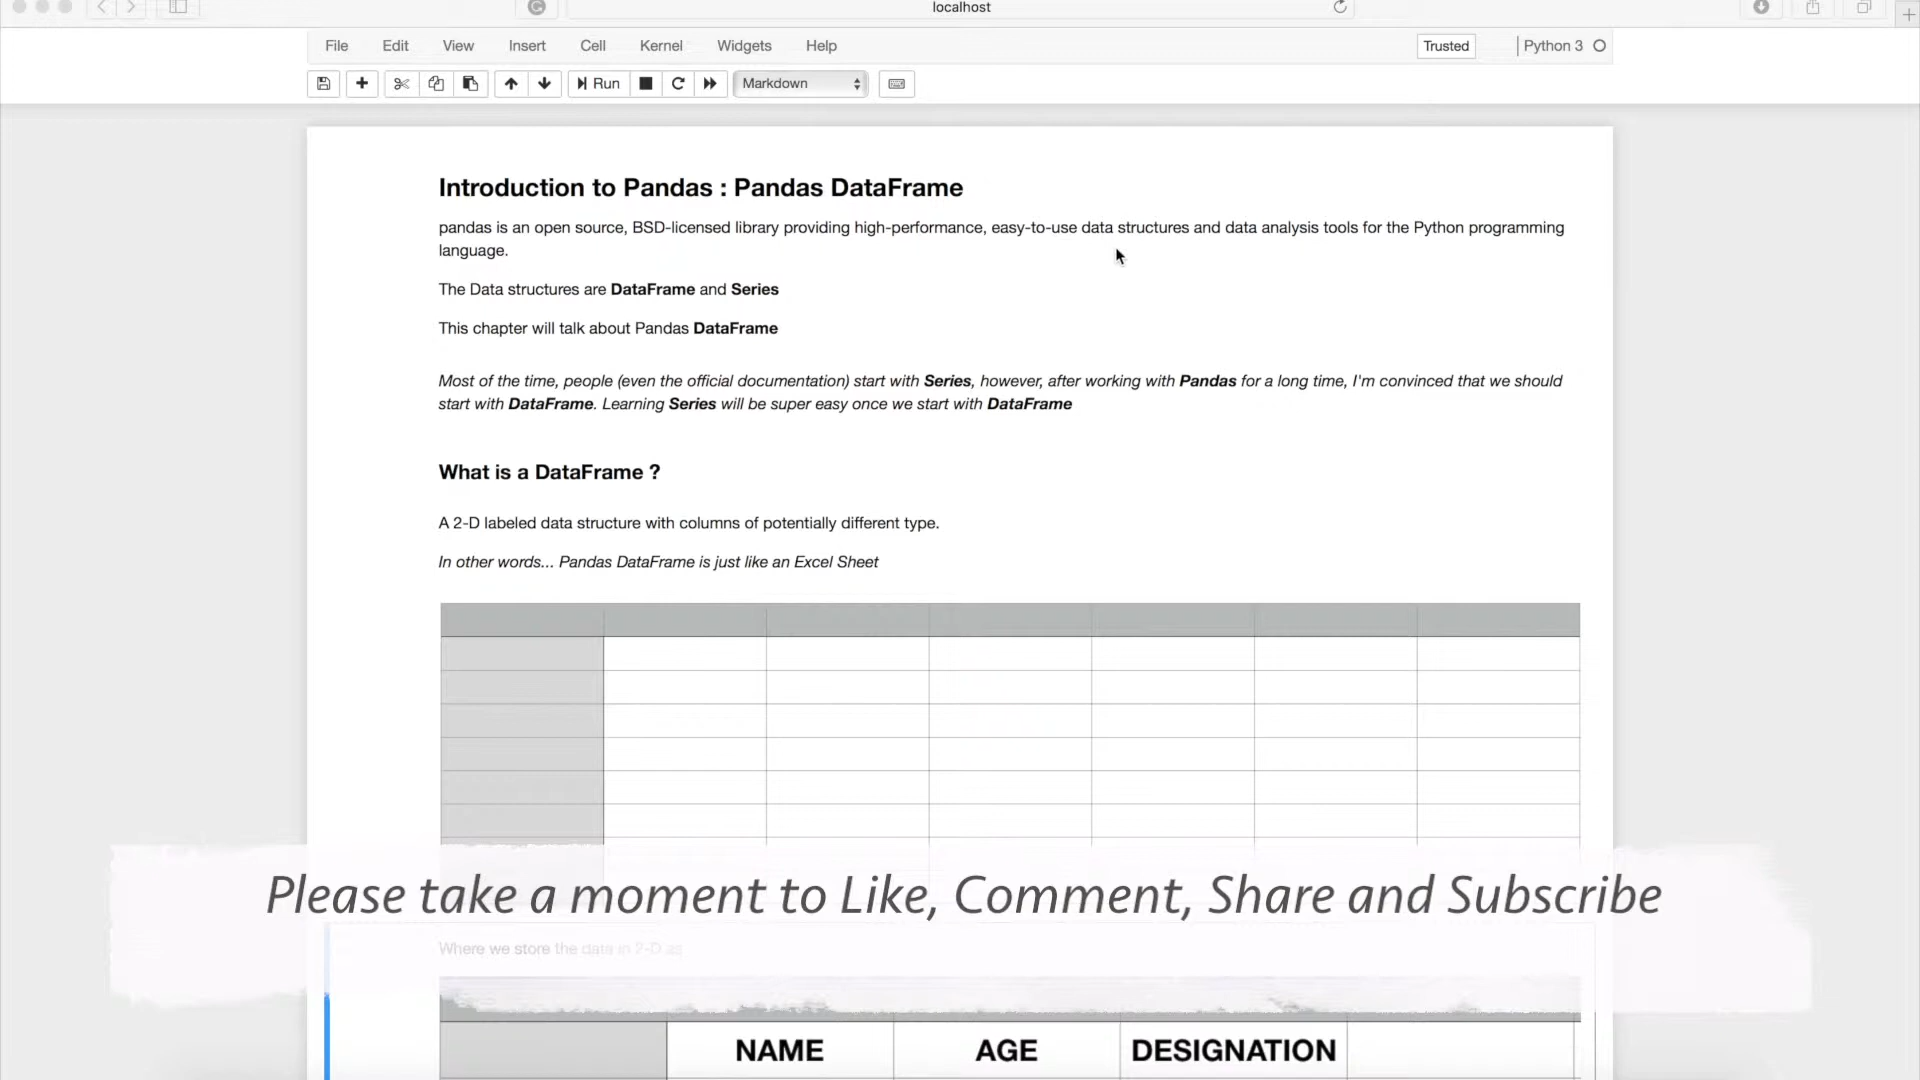 localhost
File Edit View Insert Cell Kernel Widgets Help Trusted Python 3
Run Markdown
Introduction to Pandas : Pandas DataFrame
pandas is an open source, BSD-licensed library providing high-performance, easy-to-use data structures and data analysis tools for the Python programming
language.
The Data structures are DataFrame and Series
This chapter will talk about Pandas DataFrame
Most of the time, people (even the official documentation) start with Series, however, after working with Pandas for a long time, I'm convinced that we should
start with DataFrame. Learning Series will be super easy once we start with DataFrame
What is a DataFrame ?
A 2-D labeled data structure with columns of potentially different type.
In other words... Pandas DataFrame is just like an Excel Sheet
Please take a moment to Like, Comment, Share and Subscribe
Where we store the data in 2-D as
NAME AGE DESIGNATION